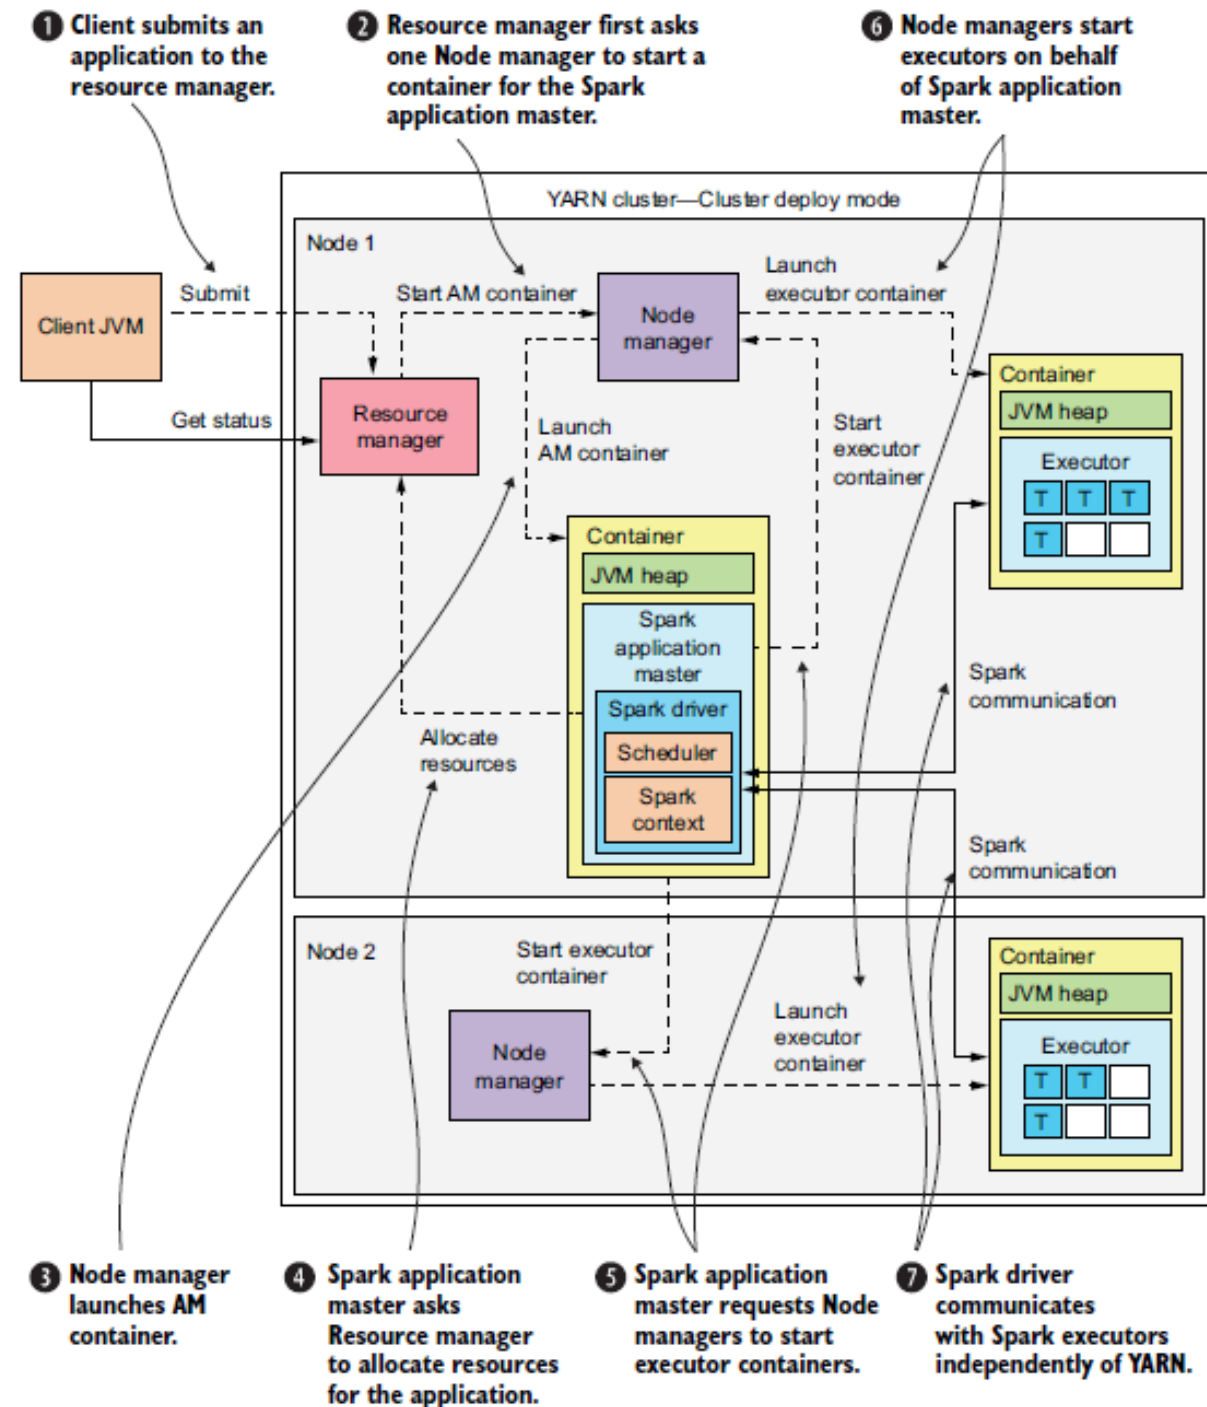 1 Client submits an
application to the
resource manager.
2 Resource manager first asks
one Node manager to start a
container for the Spark
application master.
6 Node managers start
executors on behalf
of Spark application
master.
YARN cluster—Cluster deploy mode
Node 1
Client JVM
Submit
Get status
Resource
manager
Start AM container
Node
manager
Launch
executor container
Launch
AM container
Start
executor
container
Container
JVM heap
Executor
T T T
T
Container
JVM heap
Spark
application
master
Spark driver
Scheduler
Spark
context
Allocate
resources
Spark
communication
Spark
communication
Node 2
Start executor
container
Node
manager
Launch
executor
container
Container
JVM heap
Executor
T T
T
3 Node manager
launches AM
container.
4 Spark application
master asks
Resource manager
to allocate resources
for the application.
5 Spark application
master requests Node
managers to start
executor containers.
7 Spark driver
communicates
with Spark executors
independently of YARN.